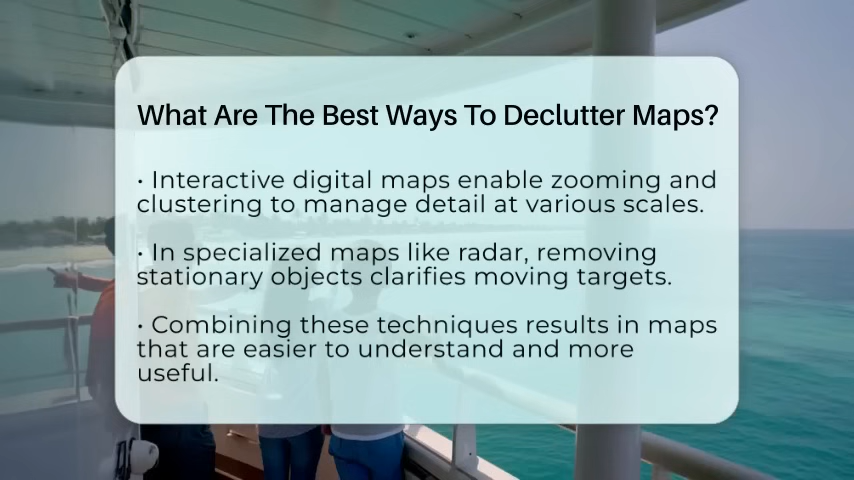 What Are The Best Ways To Declutter Maps?
• Interactive digital maps enable zooming and
clustering to manage detail at various scales.
• In specialized maps like radar, removing
stationary objects clarifies moving targets.
• Combining these techniques results in maps
that are easier to understand and more
useful.